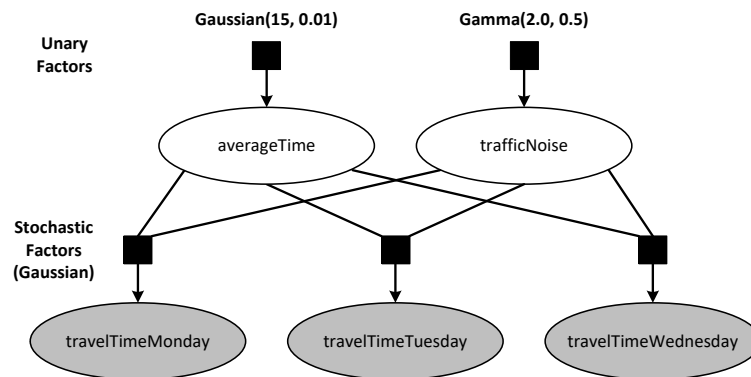 Gaussian(15, 0.01)
Gamma(2.0, 0.5)
Unary
Factors
averageTime
trafficNoise
Stochastic
Factors
(Gaussian)
travelTimeMonday
travelTimeTuesday
travelTimeWednesday